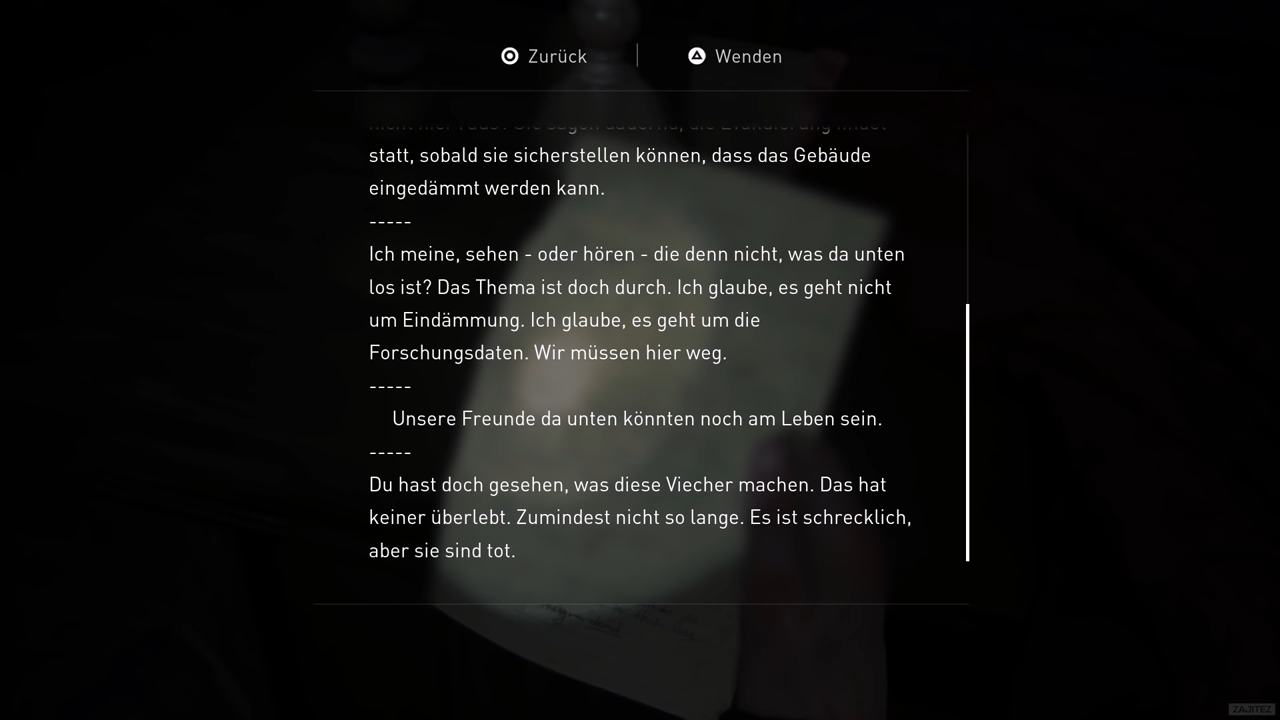 Zurück
Wenden
statt, sobald sie sicherstellen können, dass das Gebäude
eingedämmt werden kann.
-----
Ich meine, sehen - oder hören - die denn nicht, was da unten
los ist? Das Thema ist doch durch. Ich glaube, es geht nicht
um Eindämmung. Ich glaube, es geht um die
Forschungsdaten. Wir müssen hier weg.
-----
Unsere Freunde da unten könnten noch am Leben sein.
-----
Du hast doch gesehen, was diese Viecher machen. Das hat
keiner überlebt. Zumindest nicht so lange. Es ist schrecklich,
aber sie sind tot.
ZAJITEZ